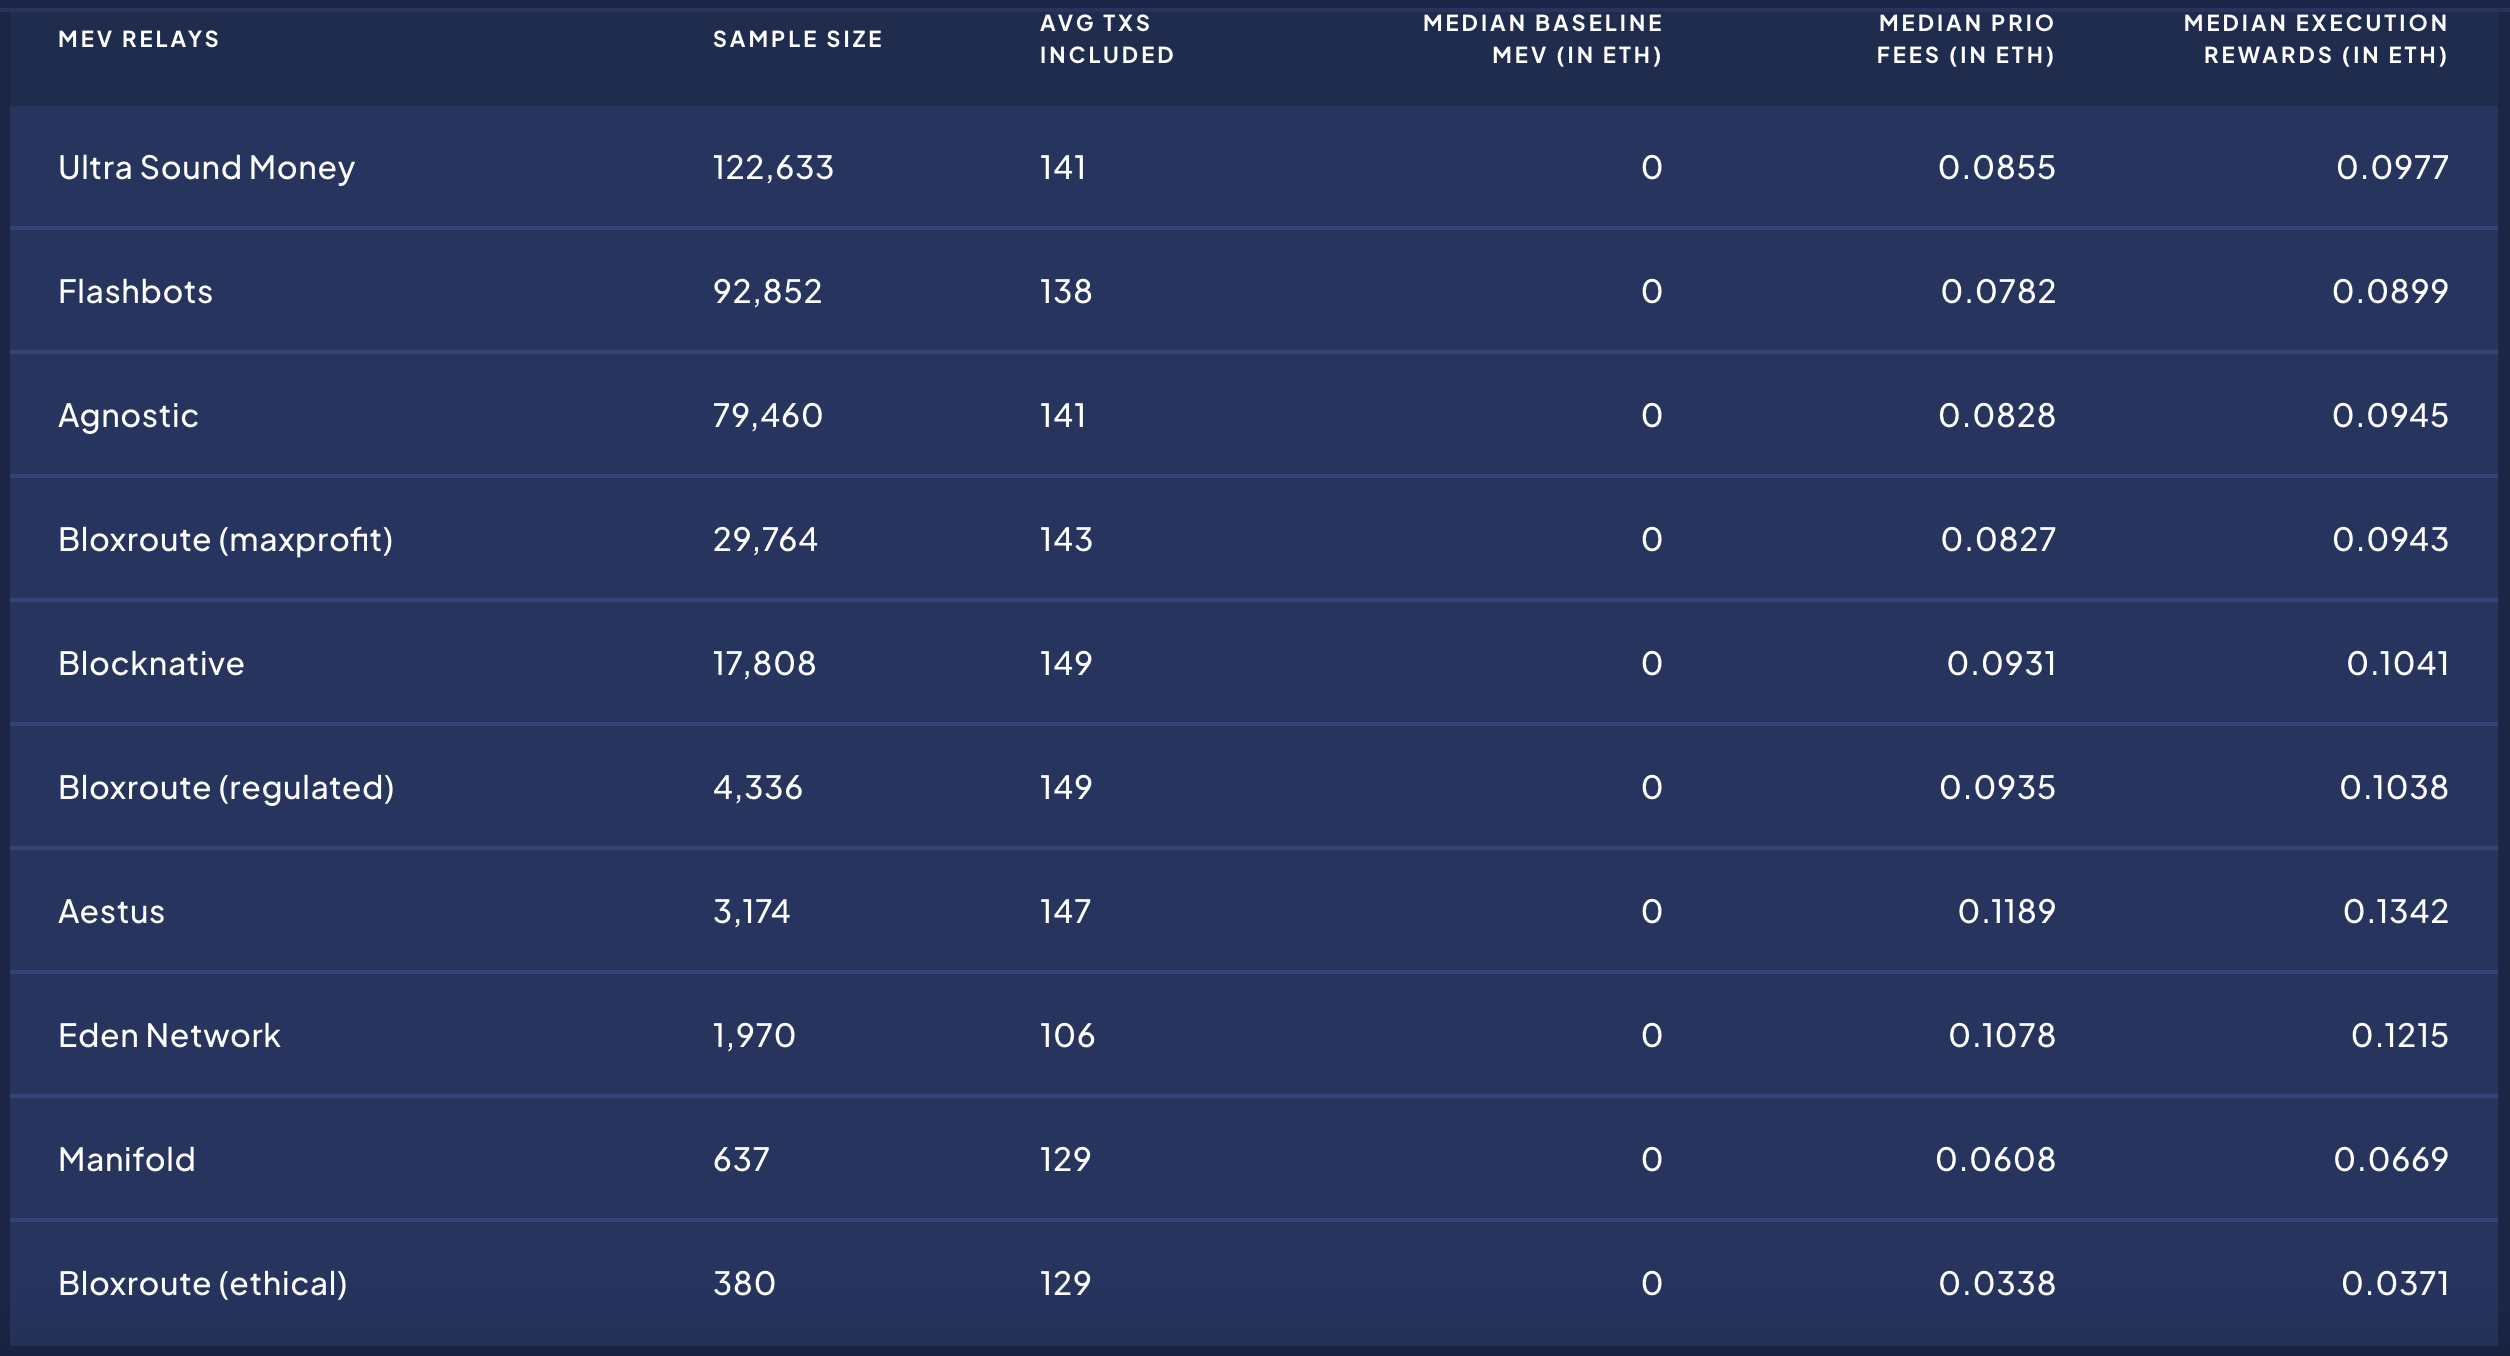 MEV RELAYS SAMPLE SIZE AVG TXS INCLUDED MEDIAN BASELINE MEV (IN ETH) MEDIAN PRIO FEES (IN ETH) MEDIAN EXECUTION REWARDS (IN ETH)
Ultra Sound Money 122,633 141 0 0.0855 0.0977
Flashbots 92,852 138 0 0.0782 0.0899
Agnostic 79,460 141 0 0.0828 0.0945
Bloxroute (maxprofit) 29,764 143 0 0.0827 0.0943
Blocknative 17,808 149 0 0.0931 0.1041
Bloxroute (regulated) 4,336 149 0 0.0935 0.1038
Aestus 3,174 147 0 0.1189 0.1342
Eden Network 1,970 106 0 0.1078 0.1215
Manifold 637 129 0 0.0608 0.0669
Bloxroute (ethical) 380 129 0 0.0338 0.0371